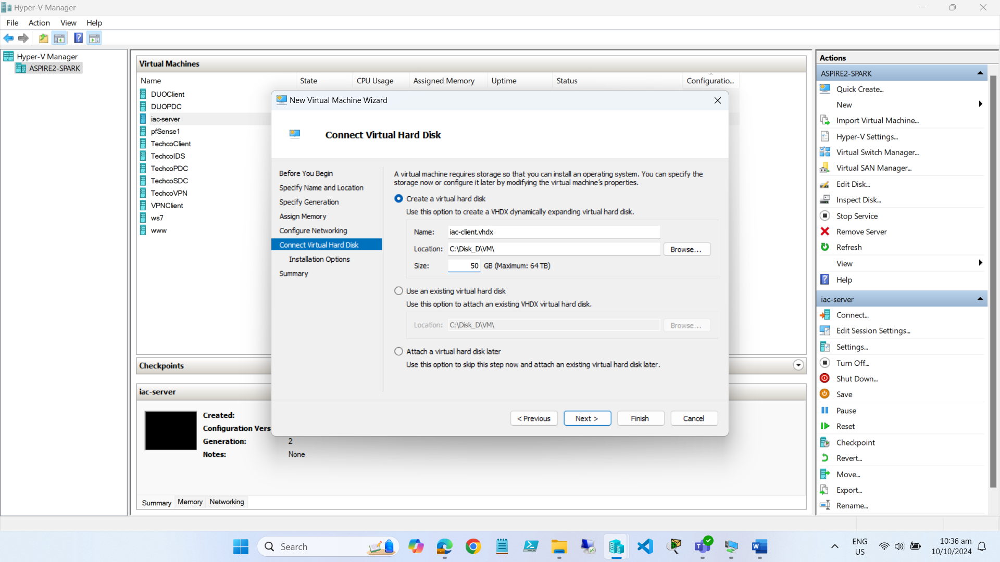 Hyper-V Manager
File Action View Help
Hyper-V Manager
ASPIRE2-SPARK
Virtual Machines
Name State CPU Usage Assigned Memory Uptime Status Configuratio...
DUOClient
DUOPDC
iac-server
pfSense1
TechcoClient
TechcoIDS
TechcoPDC
TechcoSDC
TechcoVPN
VPNClient
ws7
www
Checkpoints
iac-server
Created:
Configuration Vers
Generation: 2
Notes: None
Summary Memory Networking
New Virtual Machine Wizard
Connect Virtual Hard Disk
Before You Begin
Specify Name and Location
Specify Generation
Assign Memory
Configure Networking
Connect Virtual Hard Disk
Installation Options
Summary
A virtual machine requires storage so that you can install an operating system. You can specify the
storage now or configure it later by modifying the virtual machine's properties.
Create a virtual hard disk
Use this option to create a VHDX dynamically expanding virtual hard disk.
Name: iac-client.vhdx
Location: C:\Disk_D\VM\ Browse...
Size: 50 GB (Maximum: 64 TB)
Use an existing virtual hard disk
Use this option to attach an existing VHDX virtual hard disk.
Location: C:\Disk_D\VM\ Browse...
Attach a virtual hard disk later
Use this option to skip this step now and attach an existing virtual hard disk later.
< Previous Next > Finish Cancel
Actions
ASPIRE2-SPARK
Quick Create...
New
Import Virtual Machine...
Hyper-V Settings...
Virtual Switch Manager...
Virtual SAN Manager...
Edit Disk...
Inspect Disk...
Stop Service
Remove Server
Refresh
View
Help
iac-server
Connect...
Edit Session Settings...
Settings...
Turn Off...
Shut Down...
Save
Pause
Reset
Checkpoint
Revert...
Move...
Export...
Rename...
Search
ENG
US
10:36 am
10/10/2024